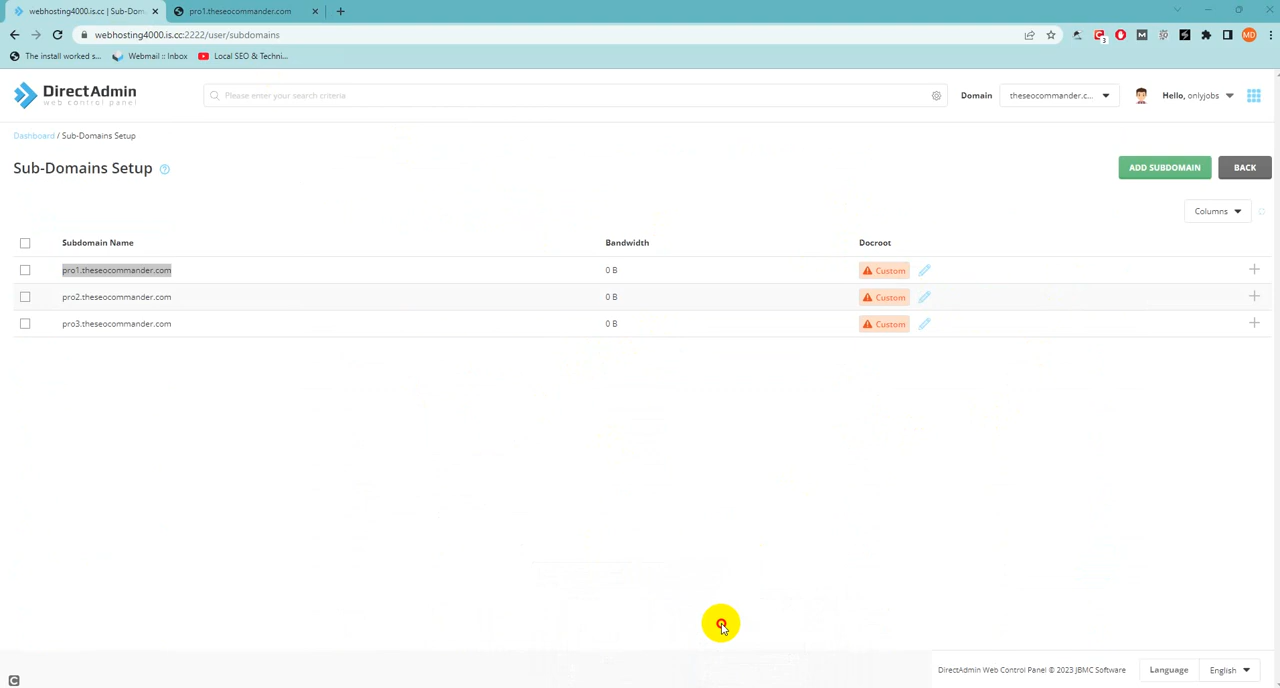 webhosting4000.is.cc | Sub-Dom
pro1.theseocommander.com
webhosting4000.is.cc:2222/user/subdomains
3
MD
The install worked s...
Webmail :: Inbox
Local SEO & Techni...
DirectAdmin
web control panel
Please enter your search criteria
Domain
theseocommander.c...
Hello, onlyjobs
Dashboard / Sub-Domains Setup
Sub-Domains Setup
ADD SUBDOMAIN
BACK
Columns
Subdomain Name
Bandwidth
Docroot
pro1.theseocommander.com
0 B
Custom
pro2.theseocommander.com
0 B
Custom
pro3.theseocommander.com
0 B
Custom
DirectAdmin Web Control Panel © 2023 JBMC Software
Language
English